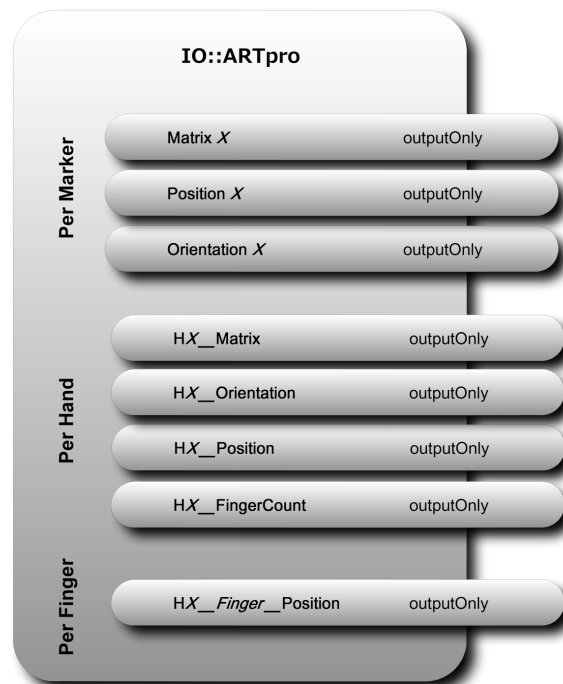 IO::ARTpro
Per Marker
Matrix X outputOnly
Position X outputOnly
Orientation X outputOnly
Per Hand
HX__Matrix outputOnly
HX__Orientation outputOnly
HX__Position outputOnly
HX__FingerCount outputOnly
Per Finger
HX__Finger__Position outputOnly